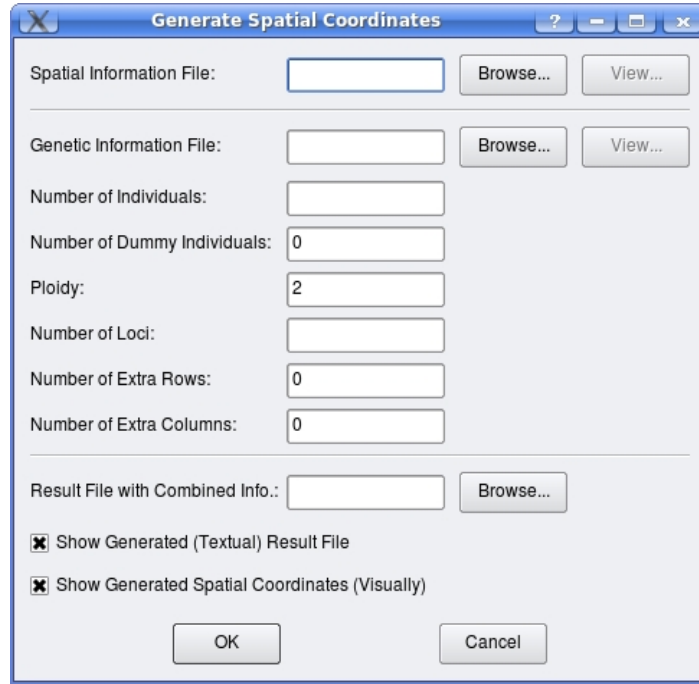 Generate Spatial Coordinates ?
Spatial Information File: Browse... View...
Genetic Information File: Browse... View...
Number of Individuals:
Number of Dummy Individuals: 0
Ploidy: 2
Number of Loci:
Number of Extra Rows: 0
Number of Extra Columns: 0
Result File with Combined Info.: Browse...
Show Generated (Textual) Result File
Show Generated Spatial Coordinates (Visually)
OK Cancel